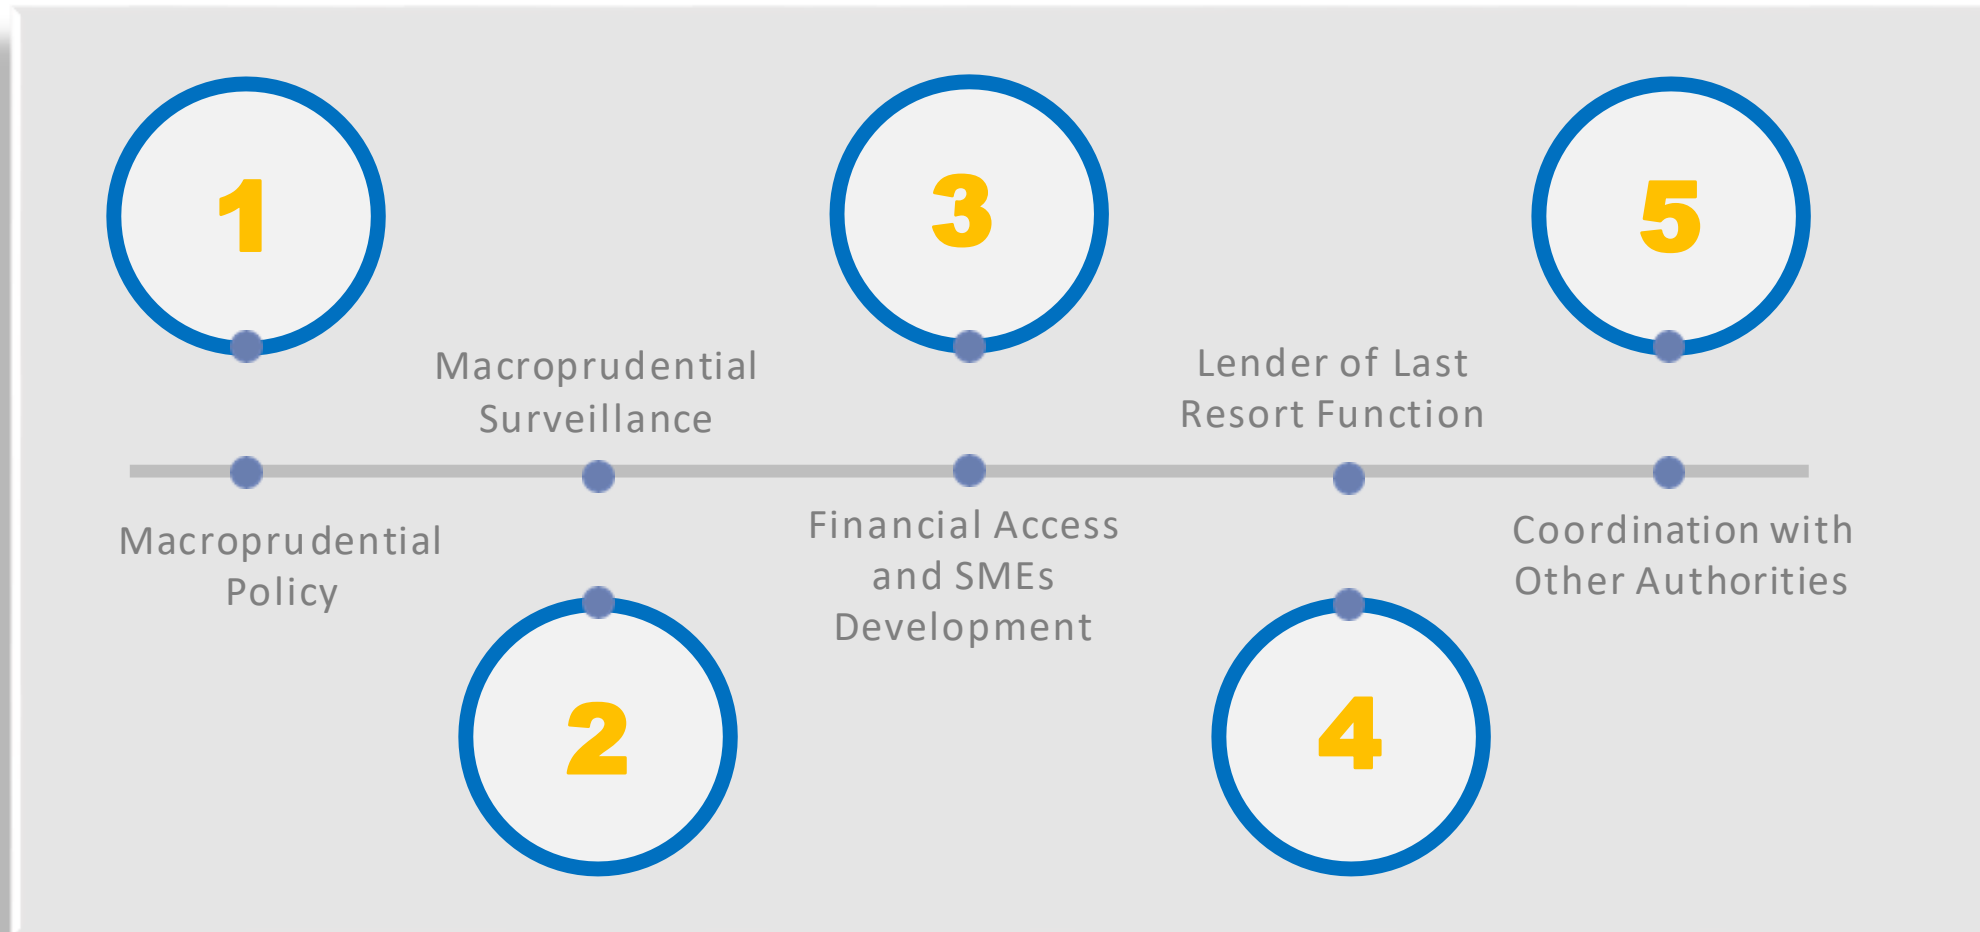 1
Macroprudential
Policy
2
Macroprudential
Surveillance
3
Financial Access
and SMEs
Development
4
Lender of Last
Resort Function
5
Coordination with
Other Authorities